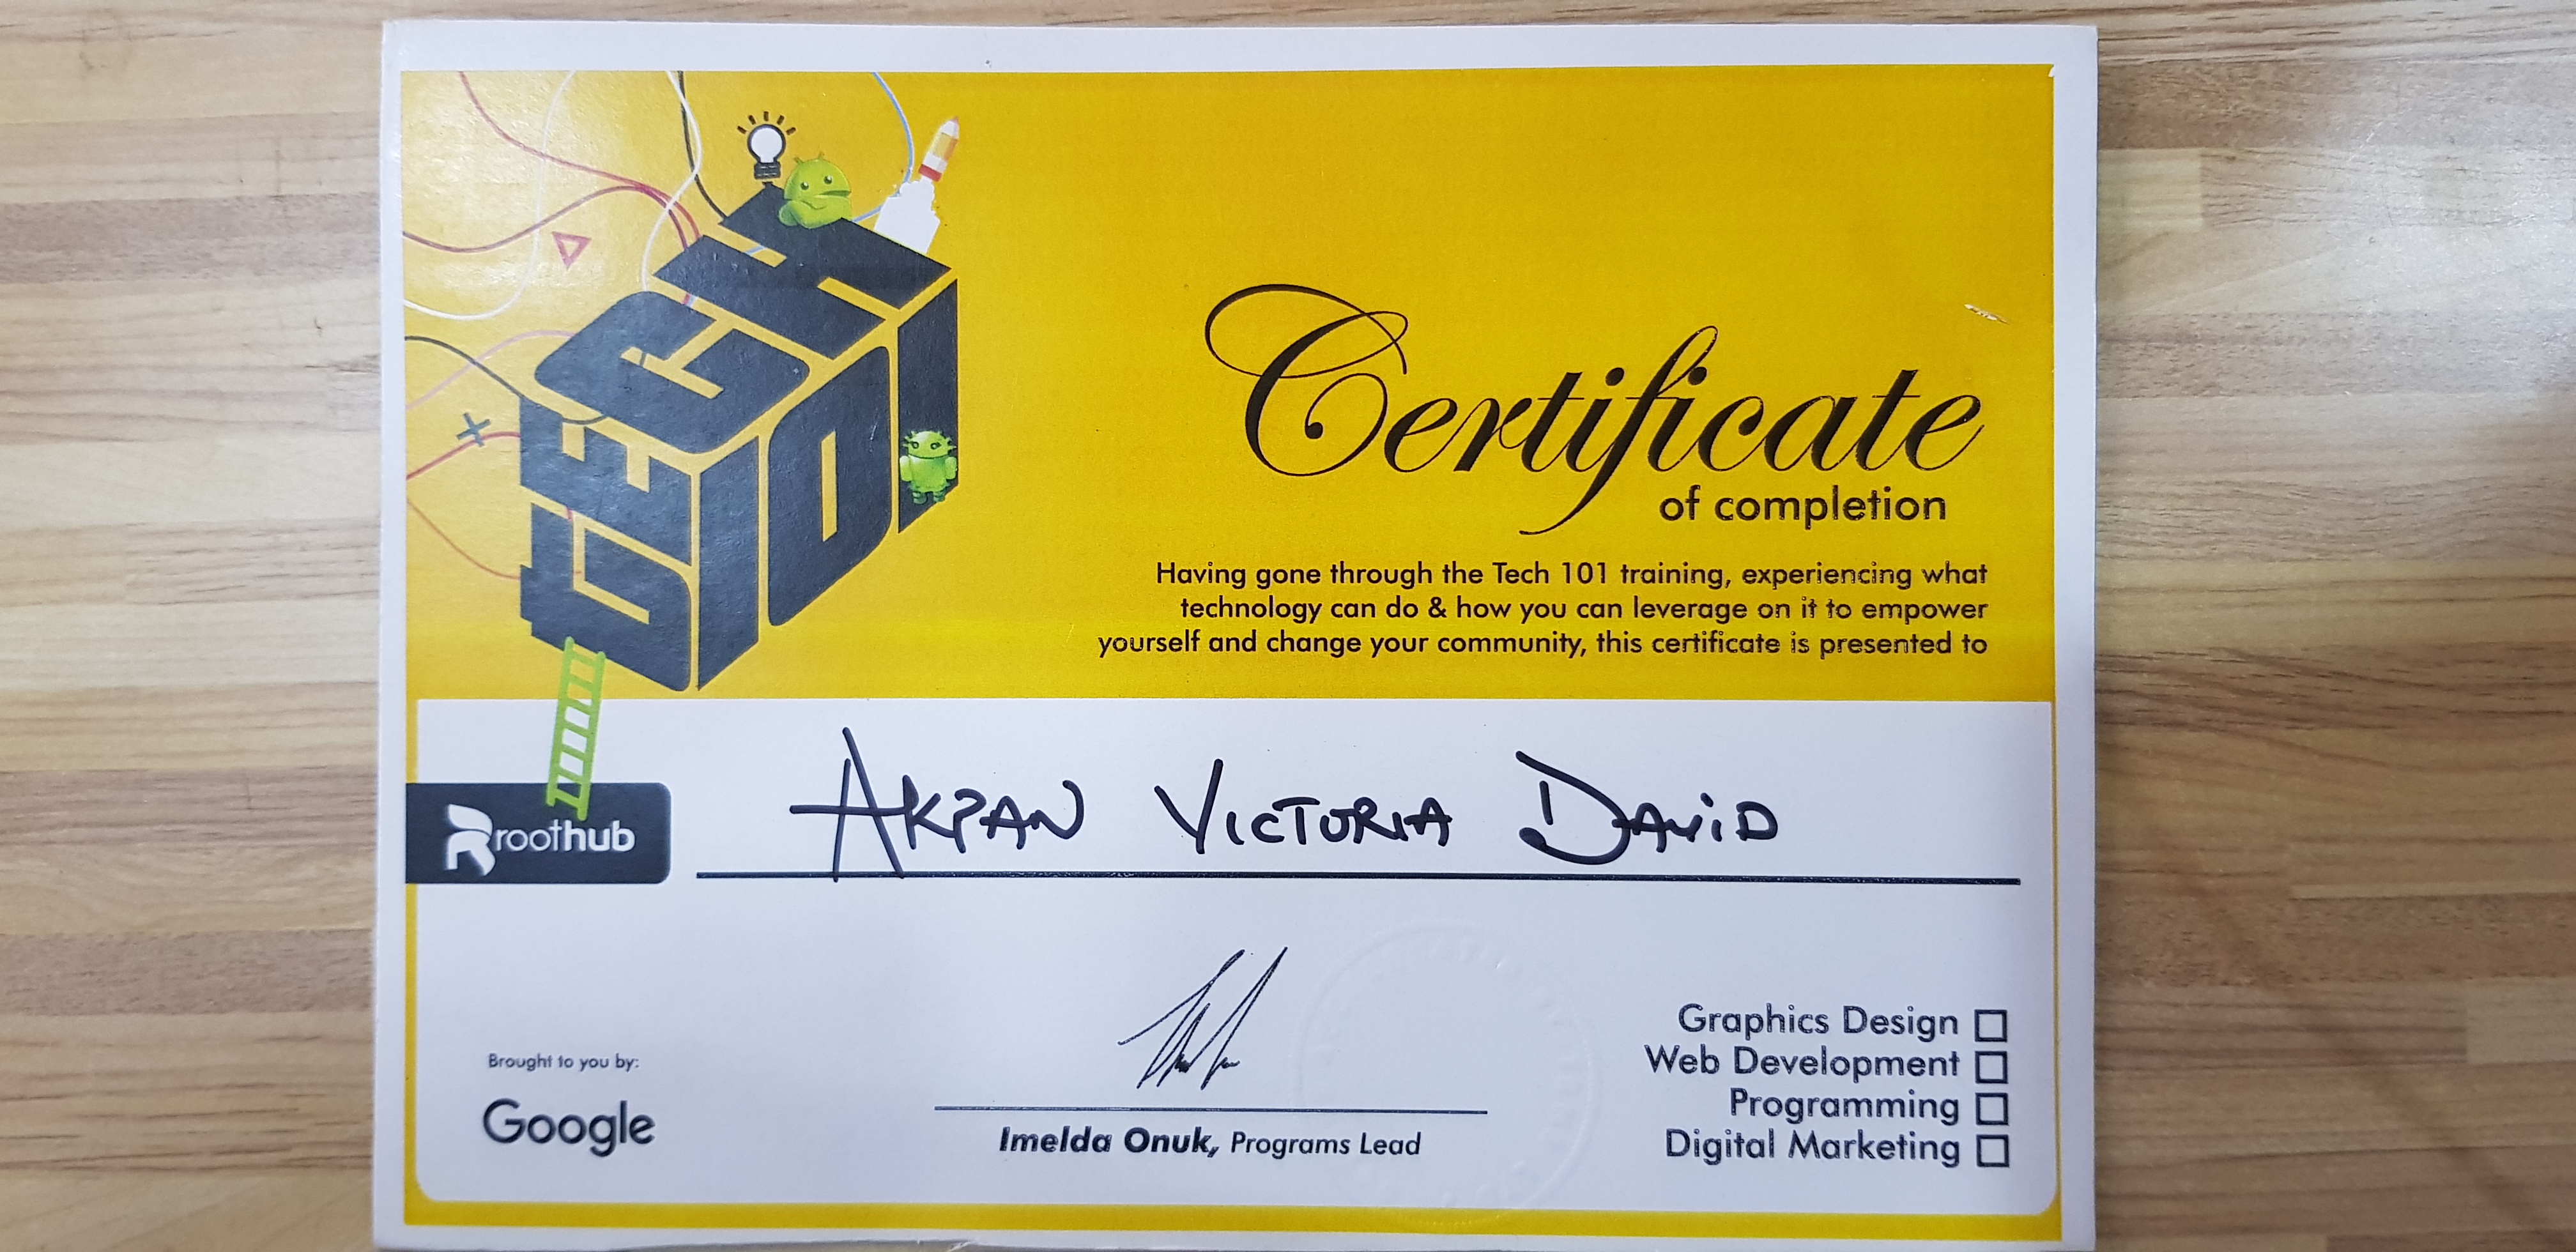 TECH
101
Certificate
of completion
Having gone through the Tech 101 training, experiencing what
technology can do & how you can leverage on it to empower
yourself and change your community, this certificate is presented to
roothub
AKPAN VICTORIA DAViD
Brought to you by:
Google
Imelda Onuk, Programs Lead
Graphics Design
Web Development
Programming
Digital Marketing